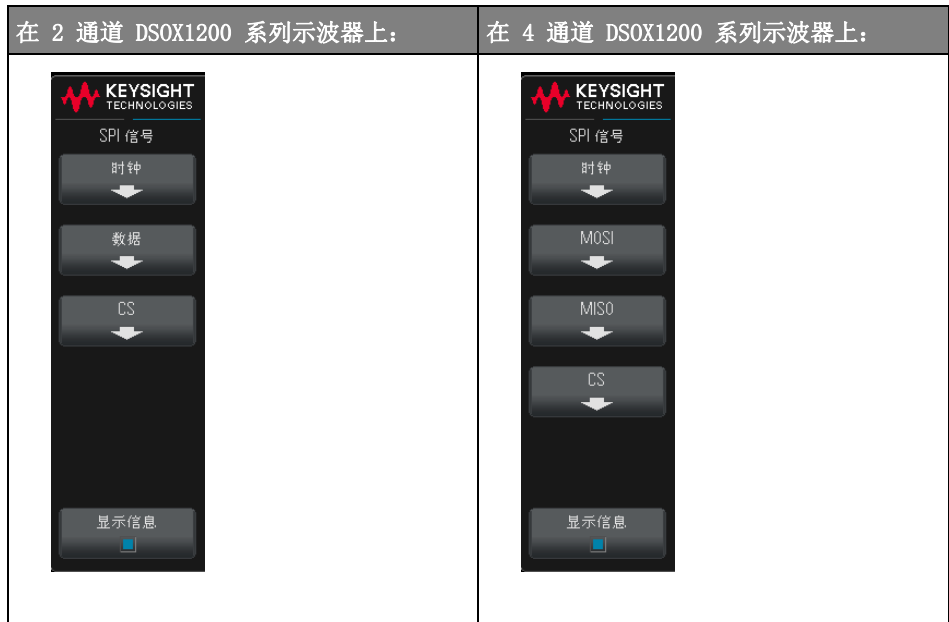 在 2 通道 DSOX1200 系列示波器上：
KEYSIGHT
TECHNOLOGIES
SPI 信号
时钟
数据
CS
显示信息
在 4 通道 DSOX1200 系列示波器上：
KEYSIGHT
TECHNOLOGIES
SPI 信号
时钟
MOSI
MISO
CS
显示信息